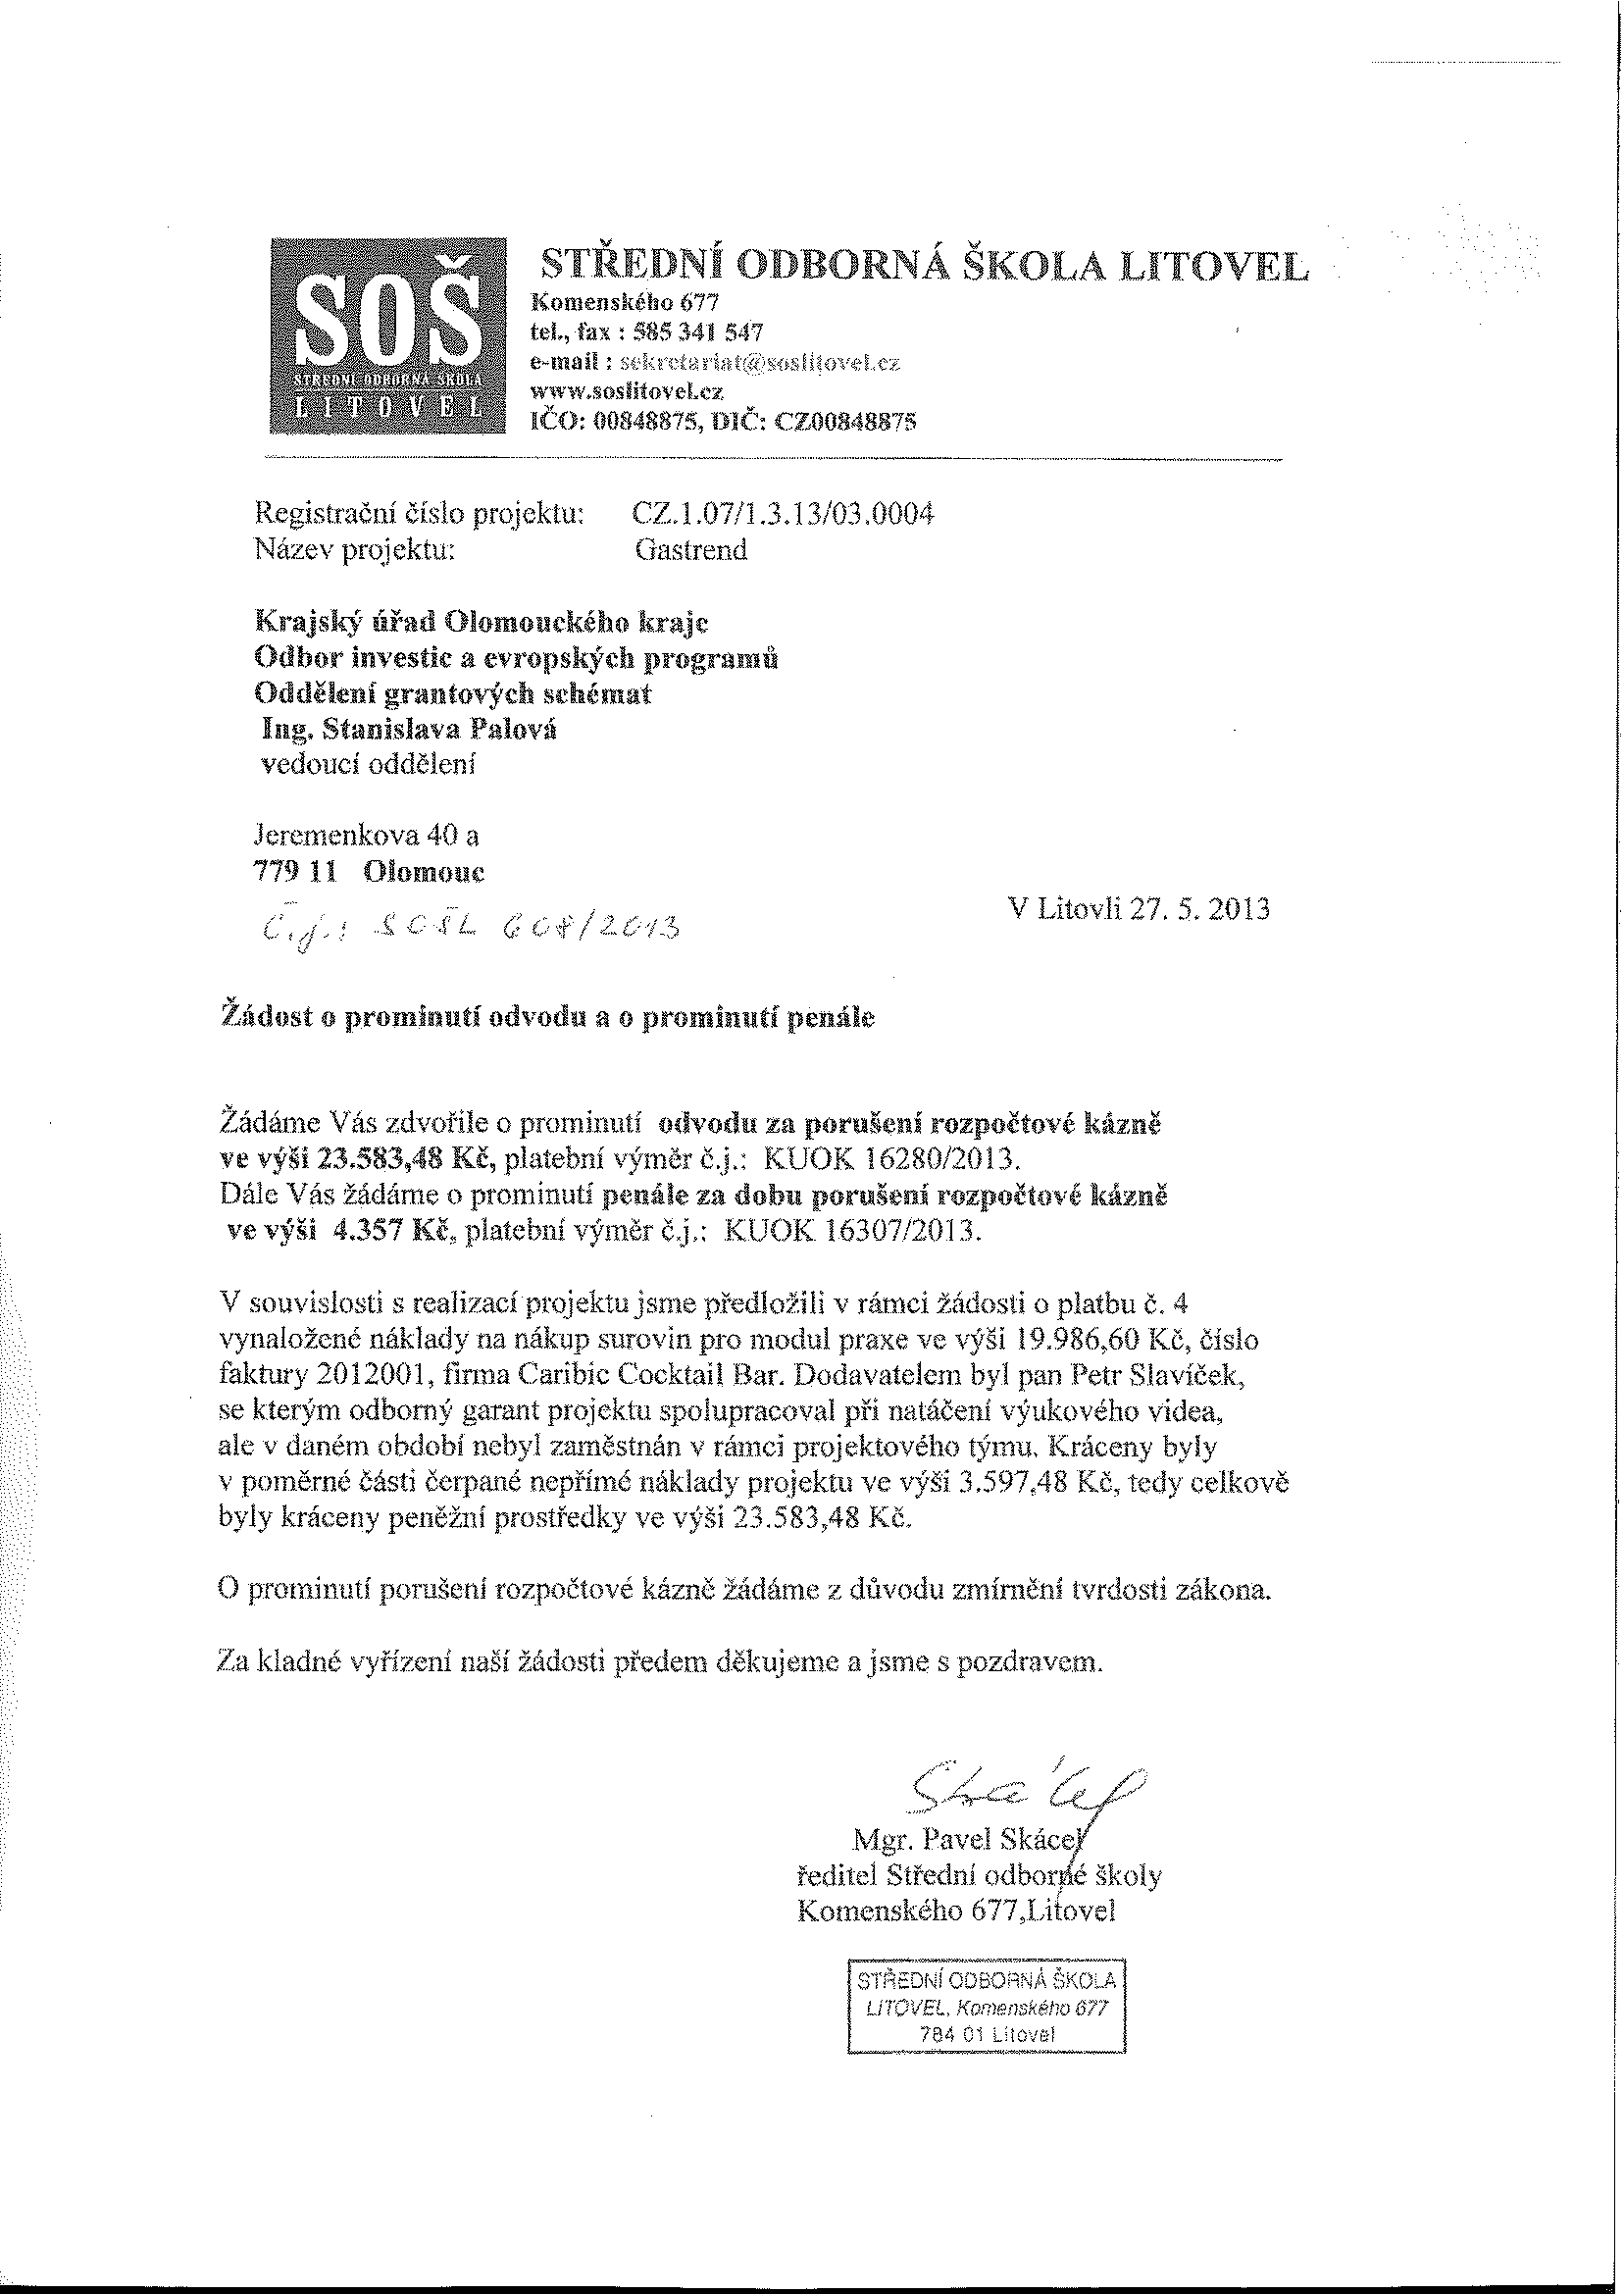 SOŠ
STŘEDNÍ ODBORNÁ ŠKOLA
LITOVEL
STŘEDNÍ ODBORNÁ ŠKOLA LITOVEL
Komenského 677
tel., fax : 585 341 547
e-mail : sekretariat@soslitovel.cz
www.soslitovel.cz
IČO: 00848875, DIČ: CZ00848875
Registrační číslo projektu: CZ.1.07/1.3.13/03.0004
Název projektu: Gastrend
Krajský úřad Olomouckého kraje
Odbor investic a evropských programů
Oddělení grantových schémat
Ing. Stanislava Palová
vedoucí oddělení
Jeremenkova 40 a
779 11 Olomouc
V Litovli 27. 5. 2013
Č.j.: SOŠL 608/2013
Žádost o prominutí odvodu a o prominutí penále
Žádáme Vás zdvořile o prominutí odvodu za porušení rozpočtové kázně
ve výši 23.583,48 Kč, platební výměr č.j.: KUOK 16280/2013.
Dále Vás žádáme o prominutí penále za dobu porušení rozpočtové kázně
ve výši 4.357 Kč, platební výměr č.j.: KUOK 16307/2013.
V souvislosti s realizací projektu jsme předložili v rámci žádosti o platbu č. 4
vynaložené náklady na nákup surovin pro modul praxe ve výši 19.986,60 Kč, číslo
faktury 2012001, firma Caribic Cocktail Bar. Dodavatelem byl pan Petr Slavíček,
se kterým odborný garant projektu spolupracoval při natáčení výukového videa,
ale v daném období nebyl zaměstnán v rámci projektového týmu. Kráceny byly
v poměrné části čerpané nepřímé náklady projektu ve výši 3.597,48 Kč, tedy celkově
byly kráceny peněžní prostředky ve výši 23.583,48 Kč.
O prominutí porušení rozpočtové kázně žádáme z důvodu zmírnění tvrdosti zákona.
Za kladné vyřízení naší žádosti předem děkujeme a jsme s pozdravem.
Skácel
Mgr. Pavel Skácel
ředitel Střední odborné školy
Komenského 677,Litovel
STŘEDNÍ ODBORNÁ ŠKOLA
LITOVEL, Komenského 677
784 01 Litovel